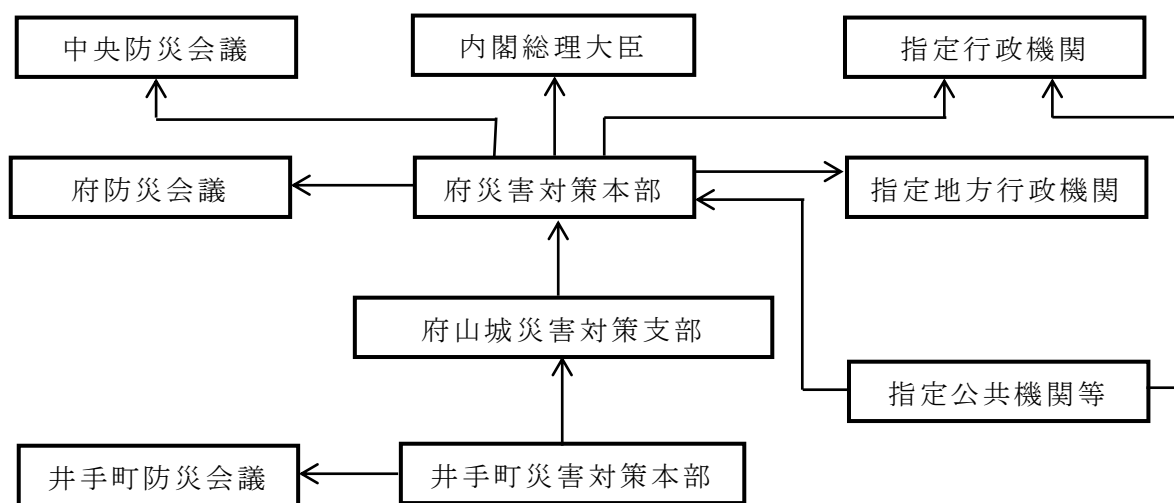 中央防災会議
内閣総理大臣
指定行政機関
府防災会議
府災害対策本部
指定地方行政機関
府山城災害対策支部
指定公共機関等
井手町防災会議
井手町災害対策本部